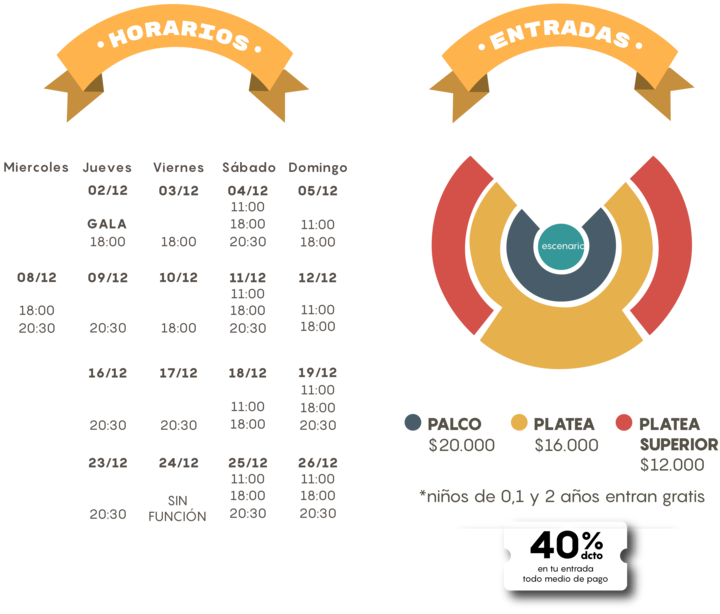 • HORARIOS •
Miercoles Jueves Viernes Sábado Domingo
02/12 03/12 04/12 05/12
11:00
GALA 18:00 11:00
18:00 18:00 20:30 18:00
08/12 09/12 10/12 11/12 12/12
11:00
18:00 18:00 11:00
20:30 20:30 18:00 20:30 18:00
16/12 17/12 18/12 19/12
11:00
11:00 18:00
20:30 20:30 18:00 20:30
23/12 24/12 25/12 26/12
11:00 11:00
SIN 18:00 18:00
20:30 FUNCIÓN 20:30 20:30
• ENTRADAS •
escenario
PALCO PLATEA PLATEA
$20.000 $16.000 SUPERIOR
$12.000
*niños de 0,1 y 2 años entran gratis
40%
dcto
en tu entrada
todo medio de pago